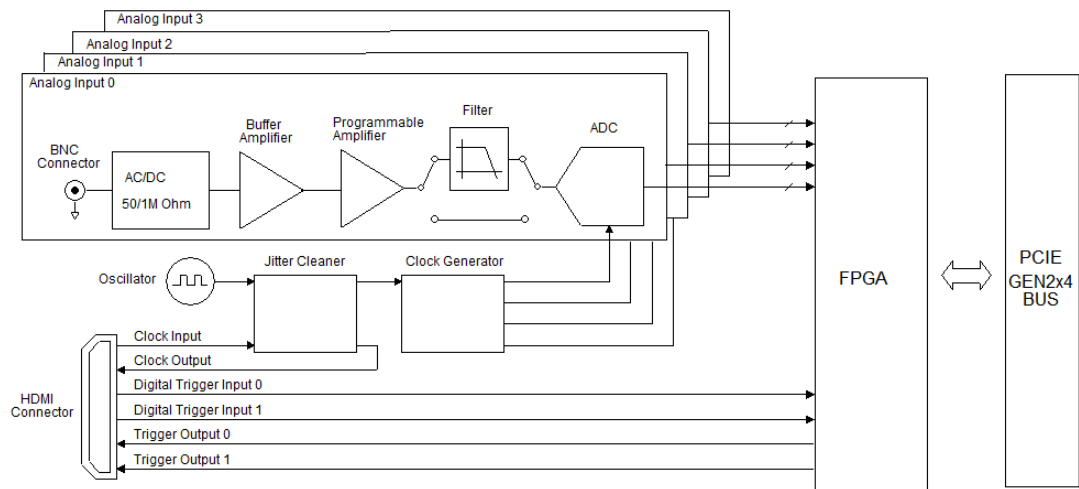 Analog Input 3
Analog Input 2
Analog Input 1
Analog Input 0
BNC
Connector
AC/DC
50/1M Ohm
Buffer
Amplifier
Programmable
Amplifier
Filter
ADC
Oscillator
Jitter Cleaner
Clock Generator
FPGA
PCIE
GEN2x4
BUS
HDMI
Connector
Clock Input
Clock Output
Digital Trigger Input 0
Digital Trigger Input 1
Trigger Output 0
Trigger Output 1